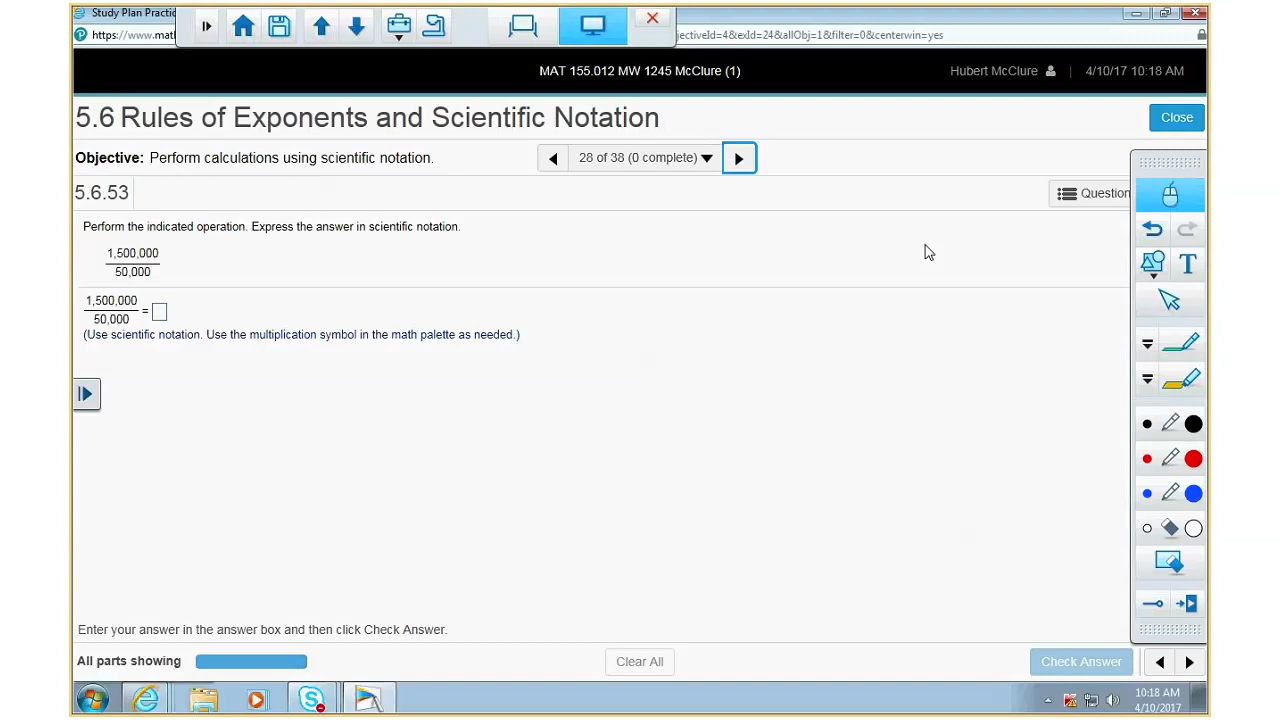 Study Plan Practic
https://www.mat
jectiveId=4&exId=24&allObj=1&filter=0&centerwin=yes
MAT 155.012 MW 1245 McClure (1)
Hubert McClure
4/10/17 10:18 AM
5.6 Rules of Exponents and Scientific Notation
Close
Objective: Perform calculations using scientific notation.
28 of 38 (0 complete)
5.6.53
Question
Perform the indicated operation. Express the answer in scientific notation.
1,500,000
50,000
1,500,000
50,000
=
(Use scientific notation. Use the multiplication symbol in the math palette as needed.)
T
Enter your answer in the answer box and then click Check Answer.
All parts showing
Clear All
Check Answer
10:18 AM
4/10/2017